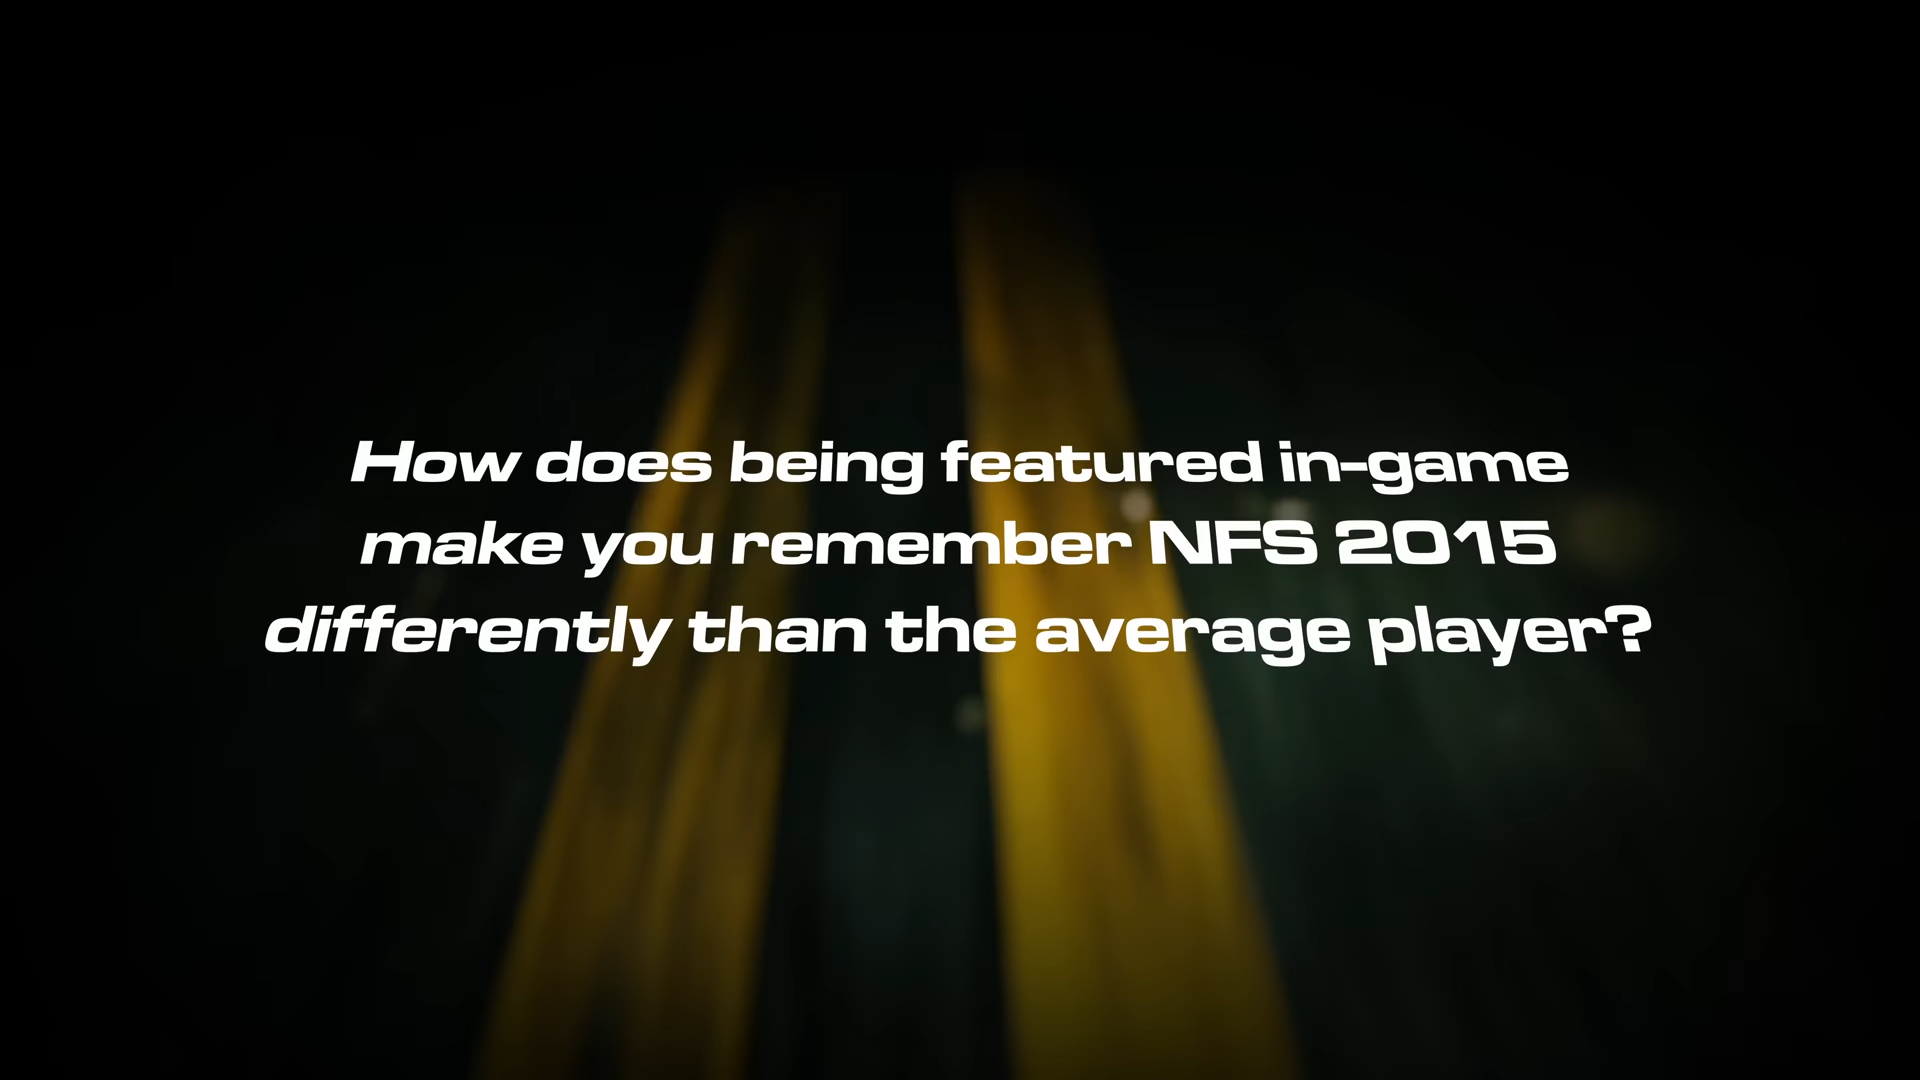 How does being featured in-game
make you remember NFS 2015
differently than the average player?